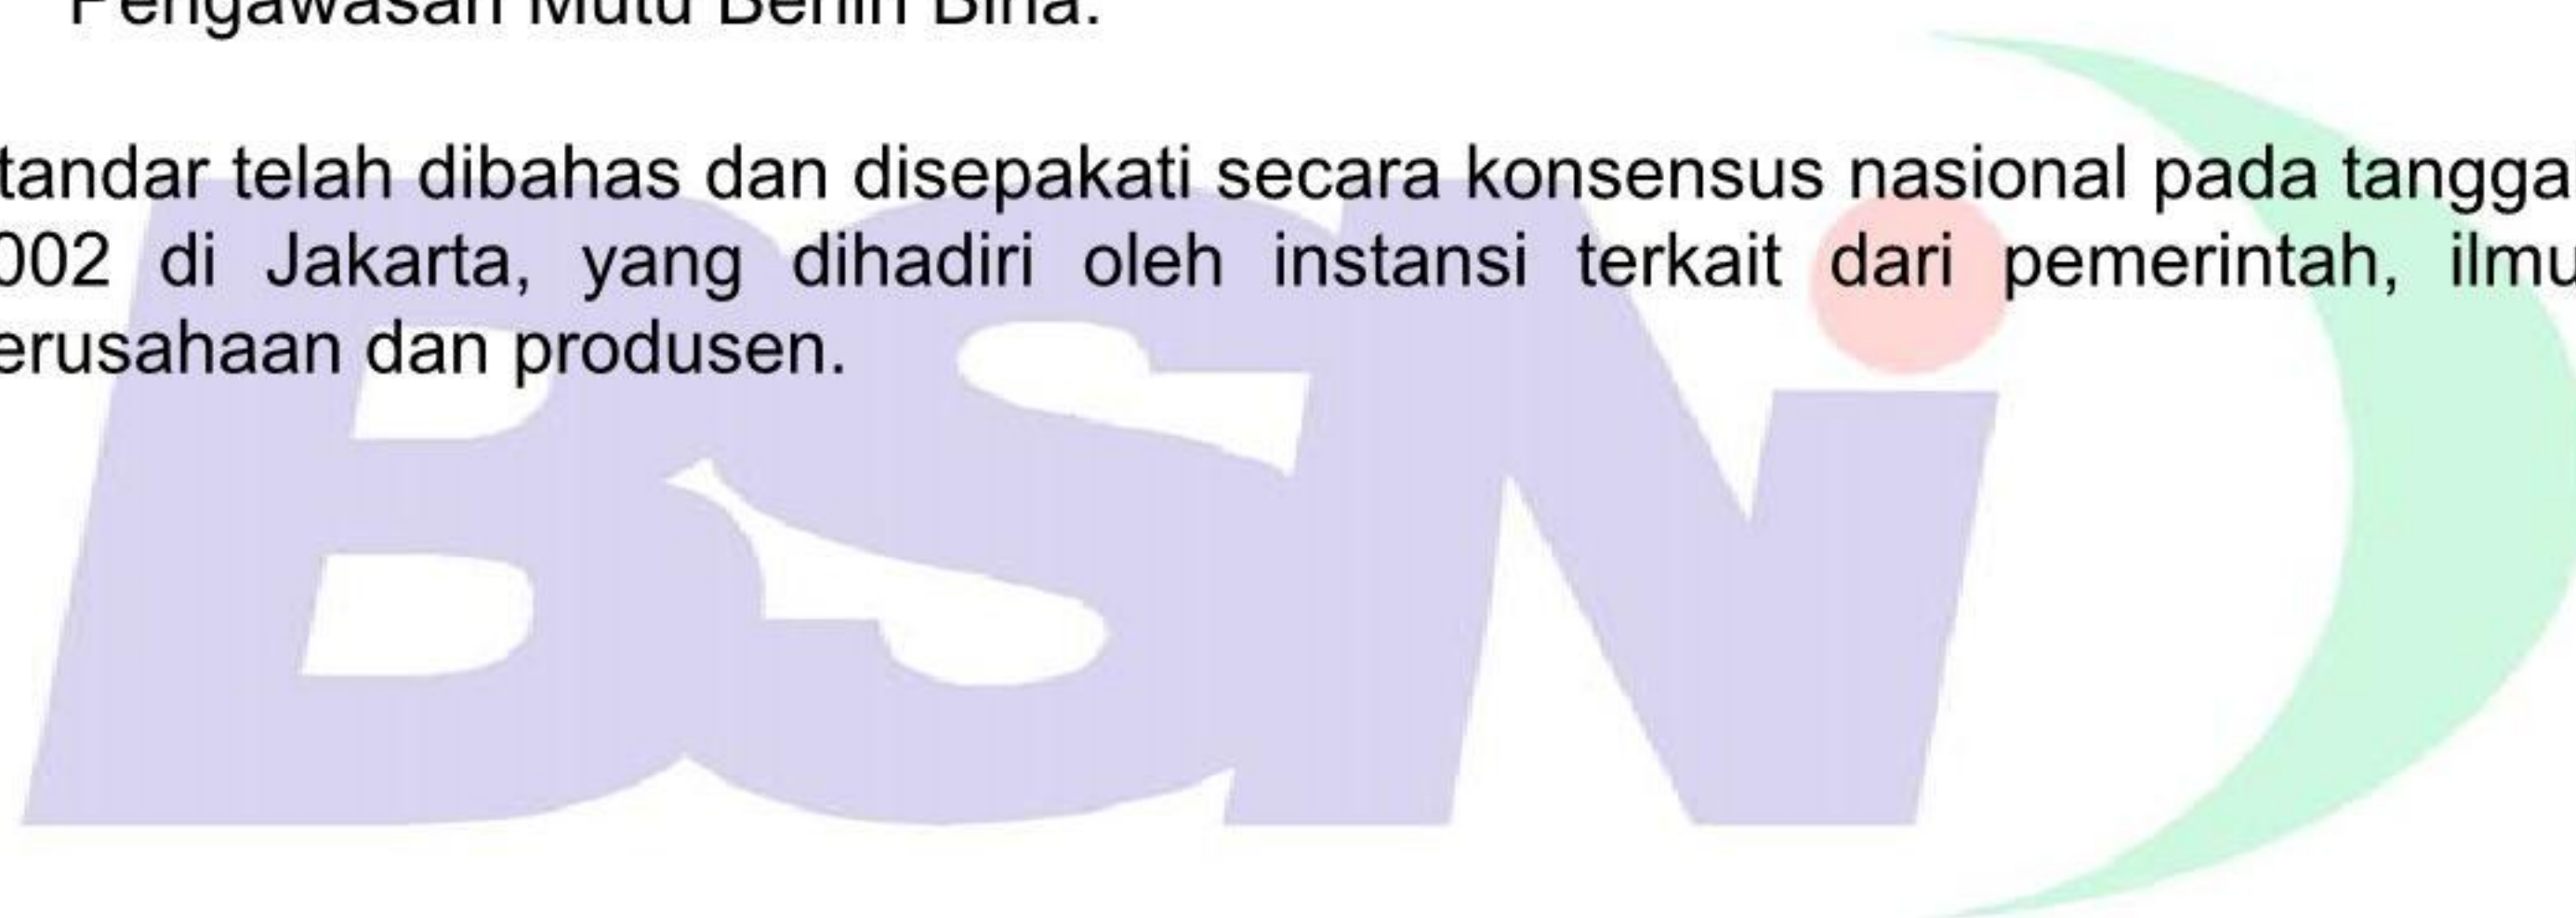 Pengawasan Mutu Benih Bina.
tandar telah dibahas dan disepakati secara konsensus nasional pada tangga
002 di Jakarta, yang dihadiri oleh instansi terkait dari pemerintah, ilmu
erusahaan dan produsen.
BSNi